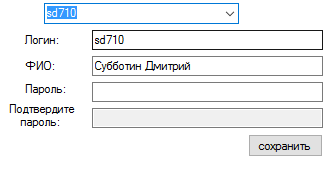 sd710
Логин:
sd710
ФИО:
Субботин Дмитрий
Пароль:
Подтвердите
пароль:
сохранить